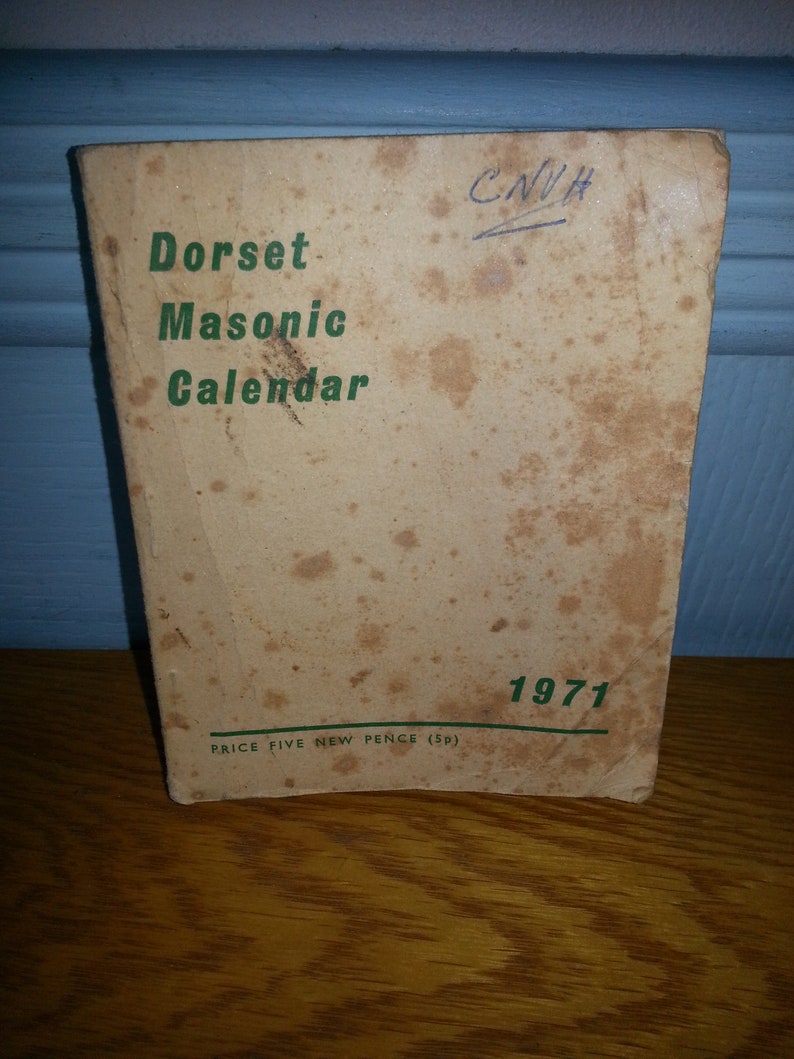 CNVH
Dorset
Masonic
Calendar
1971
PRICE FIVE NEW PENCE (5p)